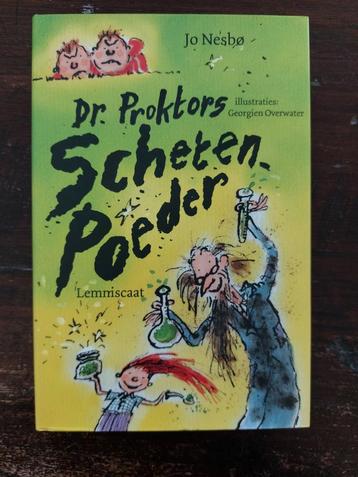 Jo Nesbø
Dr. Proktors
illustraties:
Georgien Overwater
Scheten-
Poeder
Lemniscaat